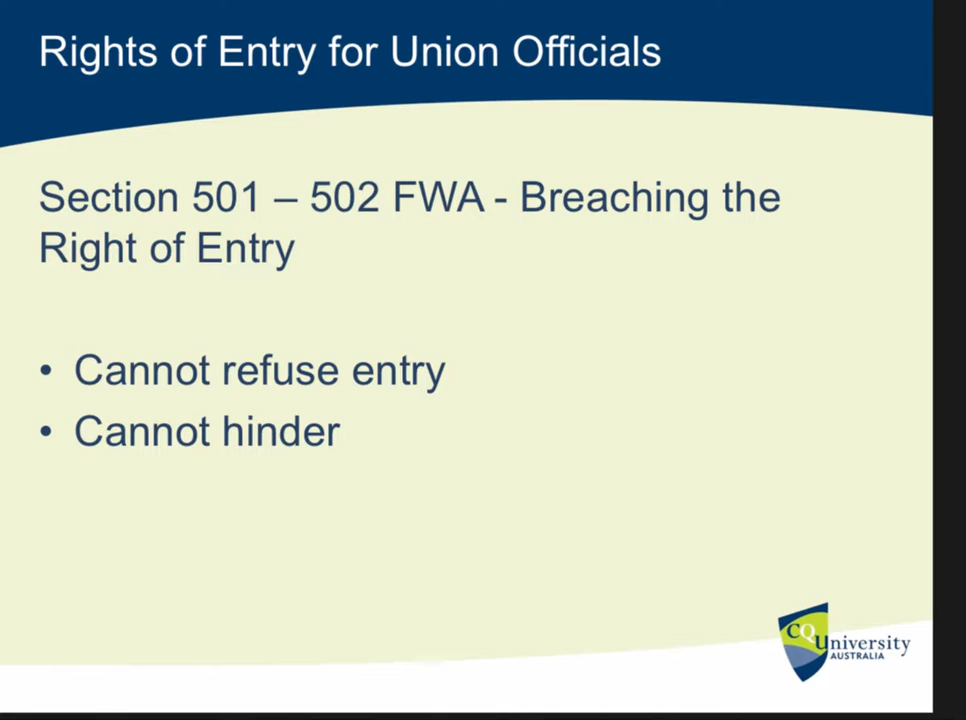 Rights of Entry for Union Officials
Section 501 – 502 FWA - Breaching the
Right of Entry
• Cannot refuse entry
• Cannot hinder
CQUniversity
AUSTRALIA